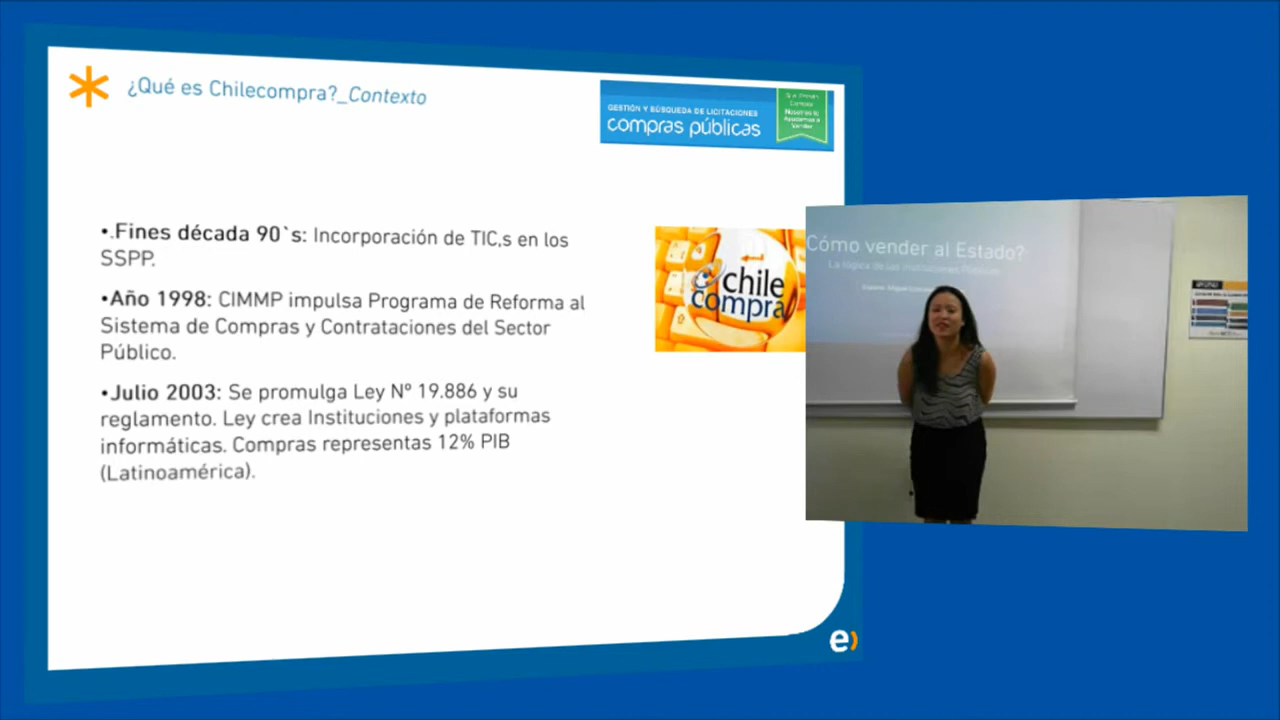 ¿Qué es Chilecompra?_Contexto
GESTIÓN Y BÚSQUEDA DE LICITACIONES
compras públicas
•.Fines década 90`s: Incorporación de TIC,s en los
SSPP.
•Año 1998: CIMMP impulsa Programa de Reforma al
Sistema de Compras y Contrataciones del Sector
Público.
•Julio 2003: Se promulga Ley Nº 19.886 y su
reglamento. Ley crea Instituciones y plataformas
informáticas. Compras representas 12% PIB
(Latinoamérica).
chile
compra
Cómo vender al Estado?
La lógica de las Instituciones Públicas
e)